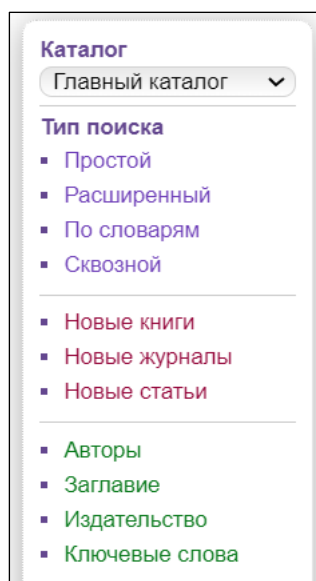 Каталог
Главный каталог
Тип поиска
Простой
Расширенный
По словарям
Сквозной
Новые книги
Новые журналы
Новые статьи
Авторы
Заглавие
Издательство
Ключевые слова